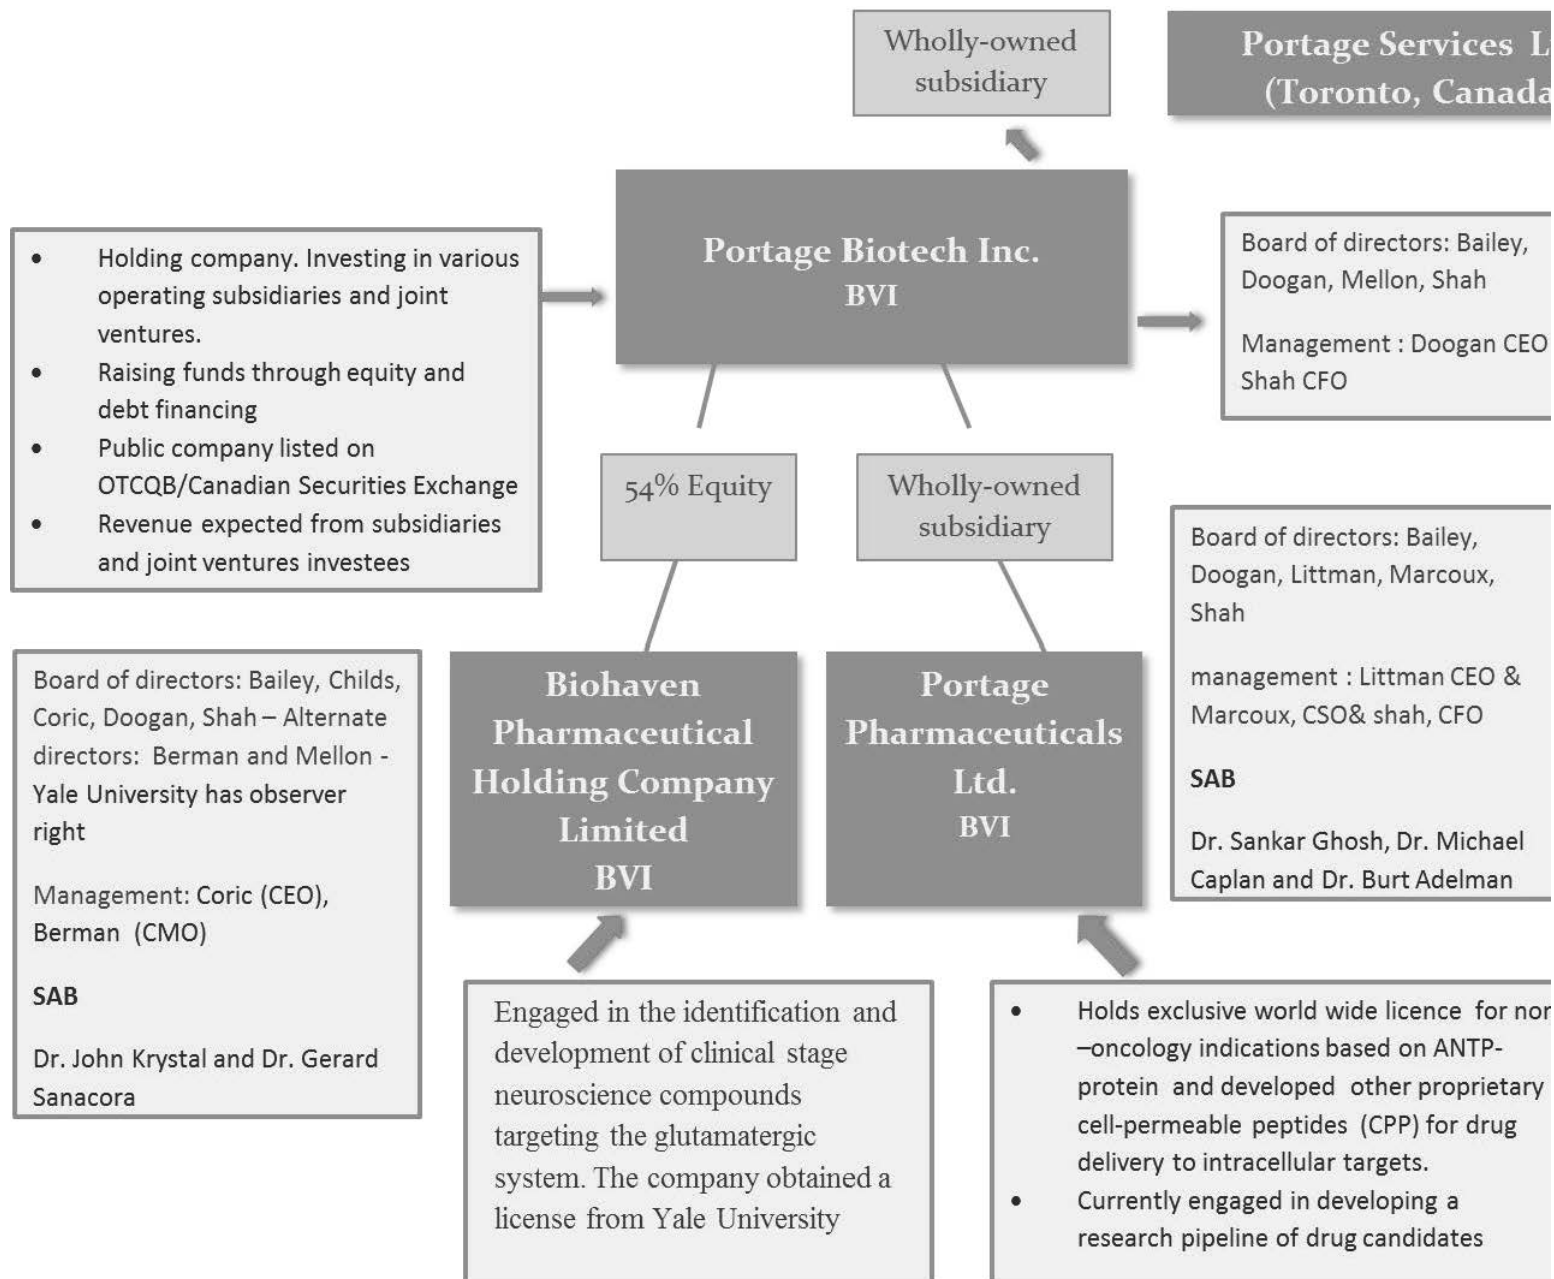 Wholly-owned
subsidiary
Portage Services
(Toronto, Canada
Portage Biotech Inc.
BVI
• Holding company. Investing in various
operating subsidiaries and joint
ventures.
• Raising funds through equity and
debt financing
• Public company listed on
OTCQB/Canadian Securities Exchange
• Revenue expected from subsidiaries
and joint ventures investees
Board of directors: Bailey,
Doogan, Mellon, Shah
Management : Doogan CEO
Shah CFO
54% Equity
Wholly-owned
subsidiary
Board of directors: Bailey,
Doogan, Littman, Marcoux,
Shah
management : Littman CEO &
Marcoux, CSO& shah, CFO
SAB
Dr. Sankar Ghosh, Dr. Michael
Caplan and Dr. Burt Adelman
Board of directors: Bailey, Childs,
Coric, Doogan, Shah – Alternate
directors: Berman and Mellon -
Yale University has observer
right
Management: Coric (CEO),
Berman (CMO)
SAB
Dr. John Krystal and Dr. Gerard
Sanacora
Biohaven
Pharmaceutical
Holding Company
Limited
BVI
Portage
Pharmaceuticals
Ltd.
BVI
Engaged in the identification and
development of clinical stage
neuroscience compounds
targeting the glutamatergic
system. The company obtained a
license from Yale University
• Holds exclusive world wide licence for non
–oncology indications based on ANTP-
protein and developed other proprietary
cell-permeable peptides (CPP) for drug
delivery to intracellular targets.
• Currently engaged in developing a
research pipeline of drug candidates